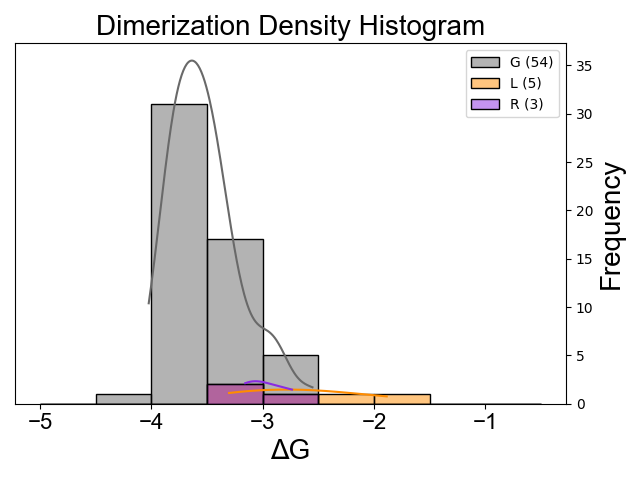 Dimerization Density Histogram
G (54)
L (5)
R (3)
35
30
25
20
15
10
5
0
Frequency
−5 −4 −3 −2 −1
ΔG